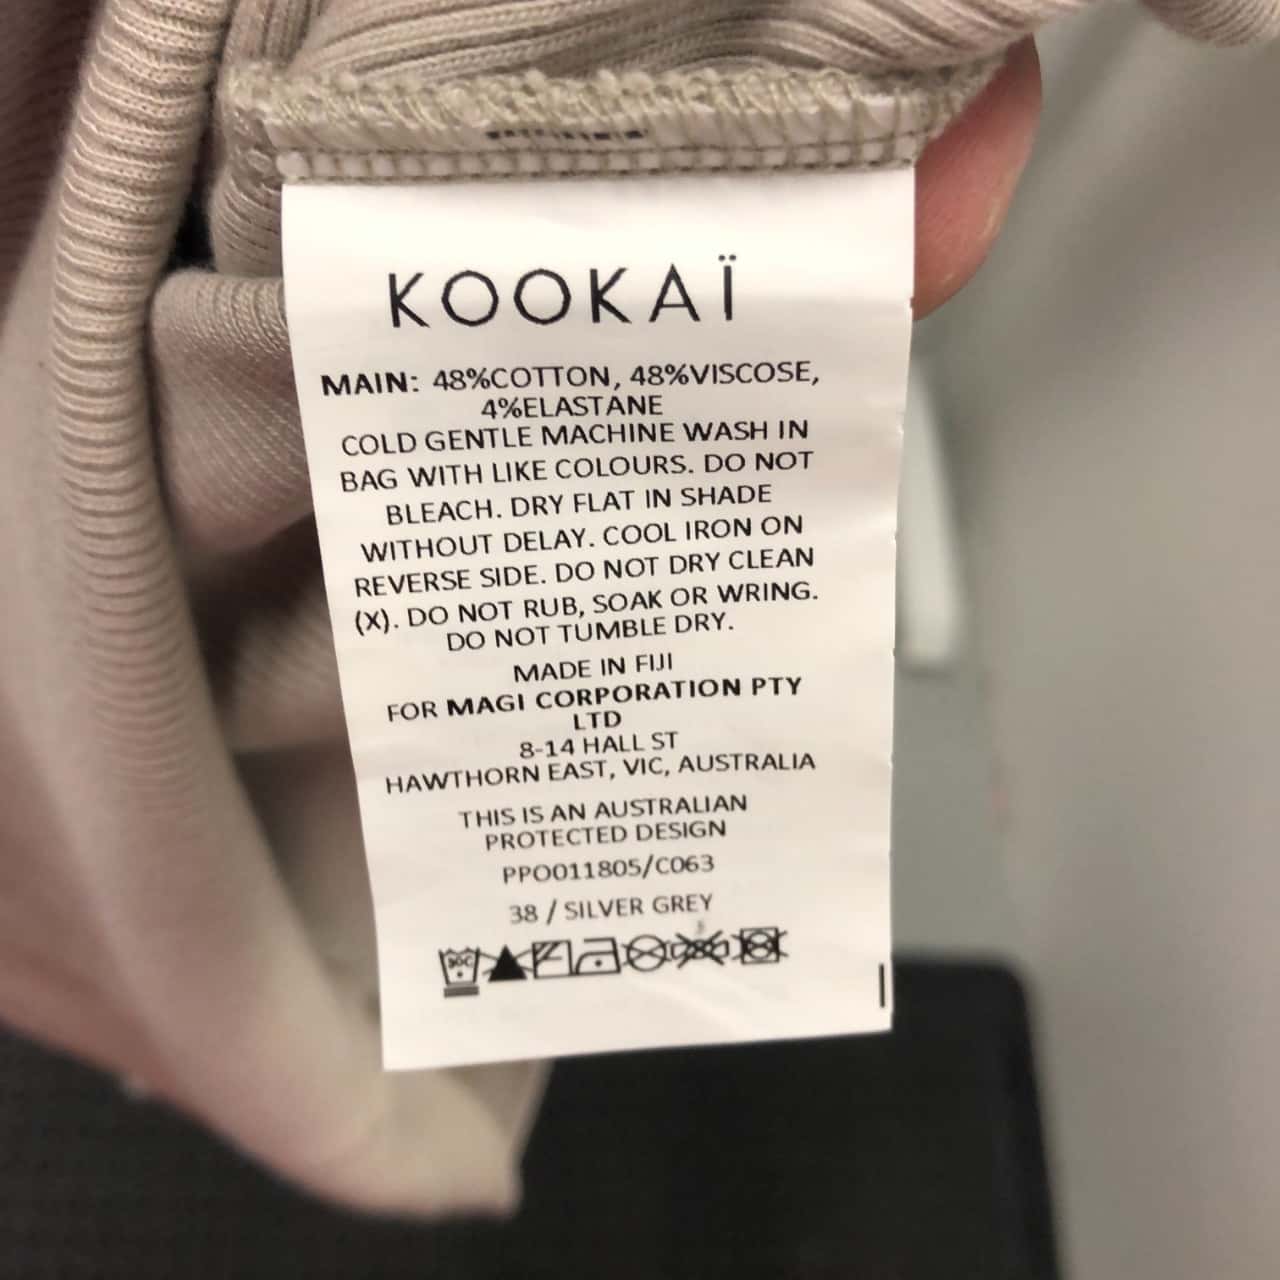 KOOKAÏ
MAIN: 48%COTTON, 48%VISCOSE,
4%ELASTANE
COLD GENTLE MACHINE WASH IN
BAG WITH LIKE COLOURS. DO NOT
BLEACH. DRY FLAT IN SHADE
WITHOUT DELAY. COOL IRON ON
REVERSE SIDE. DO NOT DRY CLEAN
(X). DO NOT RUB, SOAK OR WRING.
DO NOT TUMBLE DRY.
MADE IN FIJI
FOR MAGI CORPORATION PTY
LTD
8-14 HALL ST
HAWTHORN EAST, VIC, AUSTRALIA
THIS IS AN AUSTRALIAN
PROTECTED DESIGN
PPO011805/C063
38 / SILVER GREY